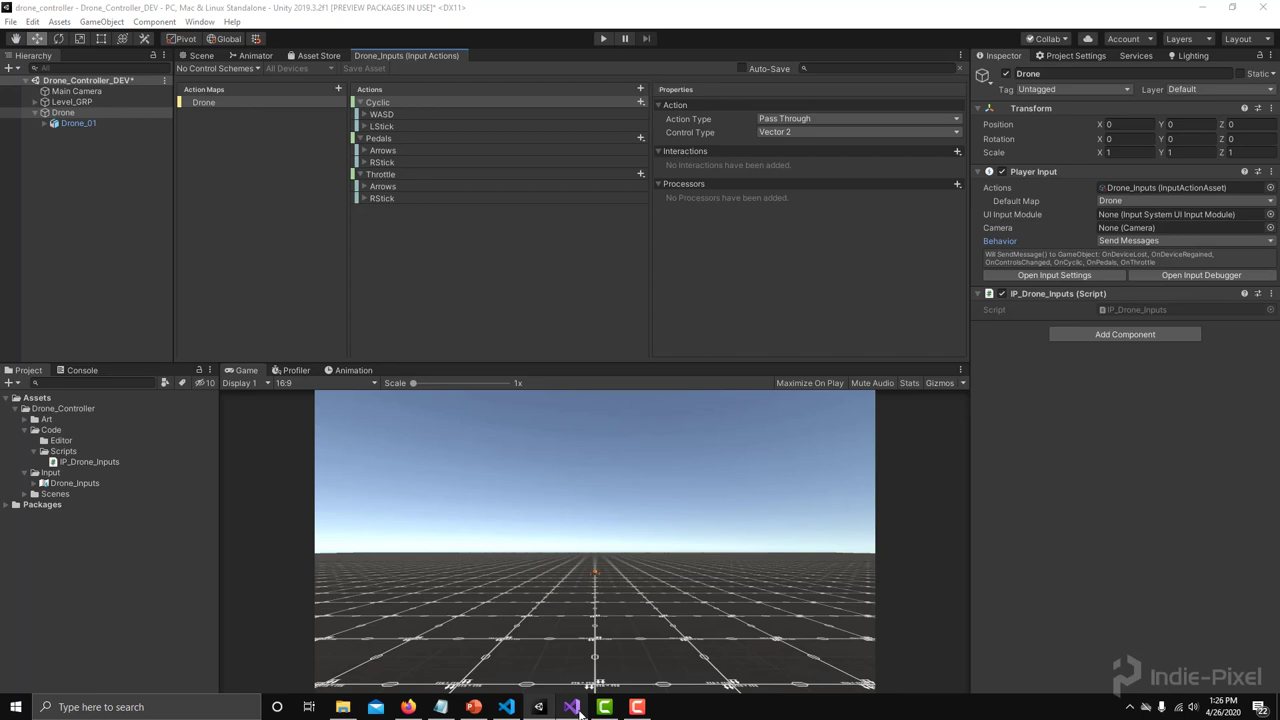 drone_controller - Drone_Controller_DEV - PC, Mac & Linux Standalone - Unity 2019.3.2f1 [PREVIEW PACKAGES IN USE]* <DX11>
File Edit Assets GameObject Component Window Help
Pivot Global Collab Account Layers Layout
Hierarchy Scene Animator Asset Store Drone_Inputs (Input Actions) Inspector Project Settings Services Lighting
All No Control Schemes All Devices Save Asset Auto-Save Drone Static
Drone_Controller_DEV* Action Maps Actions Properties Tag Untagged Layer Default
Main Camera Drone Cyclic Action Transform
Level_GRP WASD Action Type Pass Through Position X 0 Y 0 Z 0
Drone LStick Control Type Vector 2 Rotation X 0 Y 0 Z 0
Drone_01 Pedals Interactions Scale X 1 Y 1 Z 1
Arrows No Interactions have been added. Player Input
RStick Processors Actions Drone_Inputs (InputActionAsset)
Throttle No Processors have been added. Default Map Drone
Arrows UI Input Module None (Input System UI Input Module)
RStick Camera None (Camera)
Behavior Send Messages
Will SendMessage() to GameObject: OnDeviceLost, OnDeviceRegained,
OnControlsChanged, OnCyclic, OnPedals, OnThrottle
Open Input Settings Open Input Debugger
IP_Drone_Inputs (Script)
Script IP_Drone_Inputs
Add Component
Project Console Game Profiler Animation
10 Display 1 16:9 Scale 1x Maximize On Play Mute Audio Stats Gizmos
Assets
Drone_Controller
Art
Code
Editor
Scripts
IP_Drone_Inputs
Input
Drone_Inputs
Scenes
Packages
Indie-Pixel
Type here to search
1:26 PM
4/26/2020